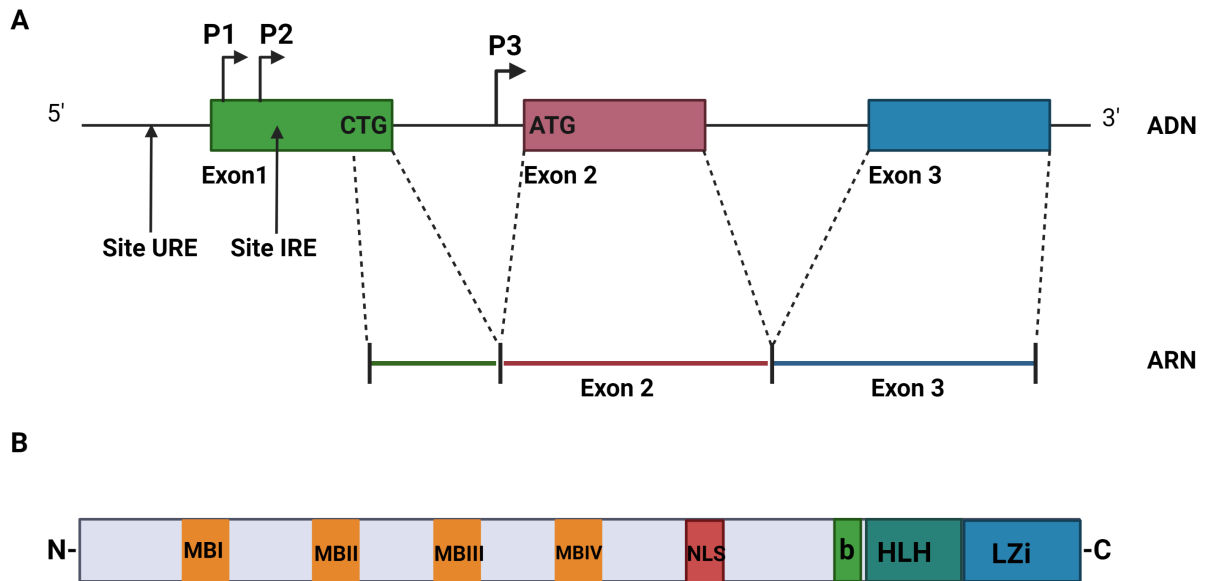 A
P1 P2
P3
5'
CTG
ATG
3'
ADN
Exon1
Exon 2
Exon 3
Site URE
Site IRE
ARN
Exon 2
Exon 3
B
N-
MBI
MBII
MBIII
MBIV
NLS
b
HLH
LZi
-C